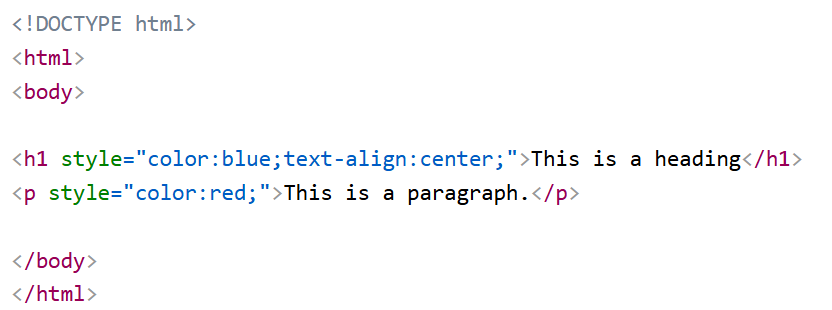 <!DOCTYPE html>
<html>
<body>
<h1 style="color:blue;text-align:center;">This is a heading</h1>
<p style="color:red;">This is a paragraph.</p>
</body>
</html>